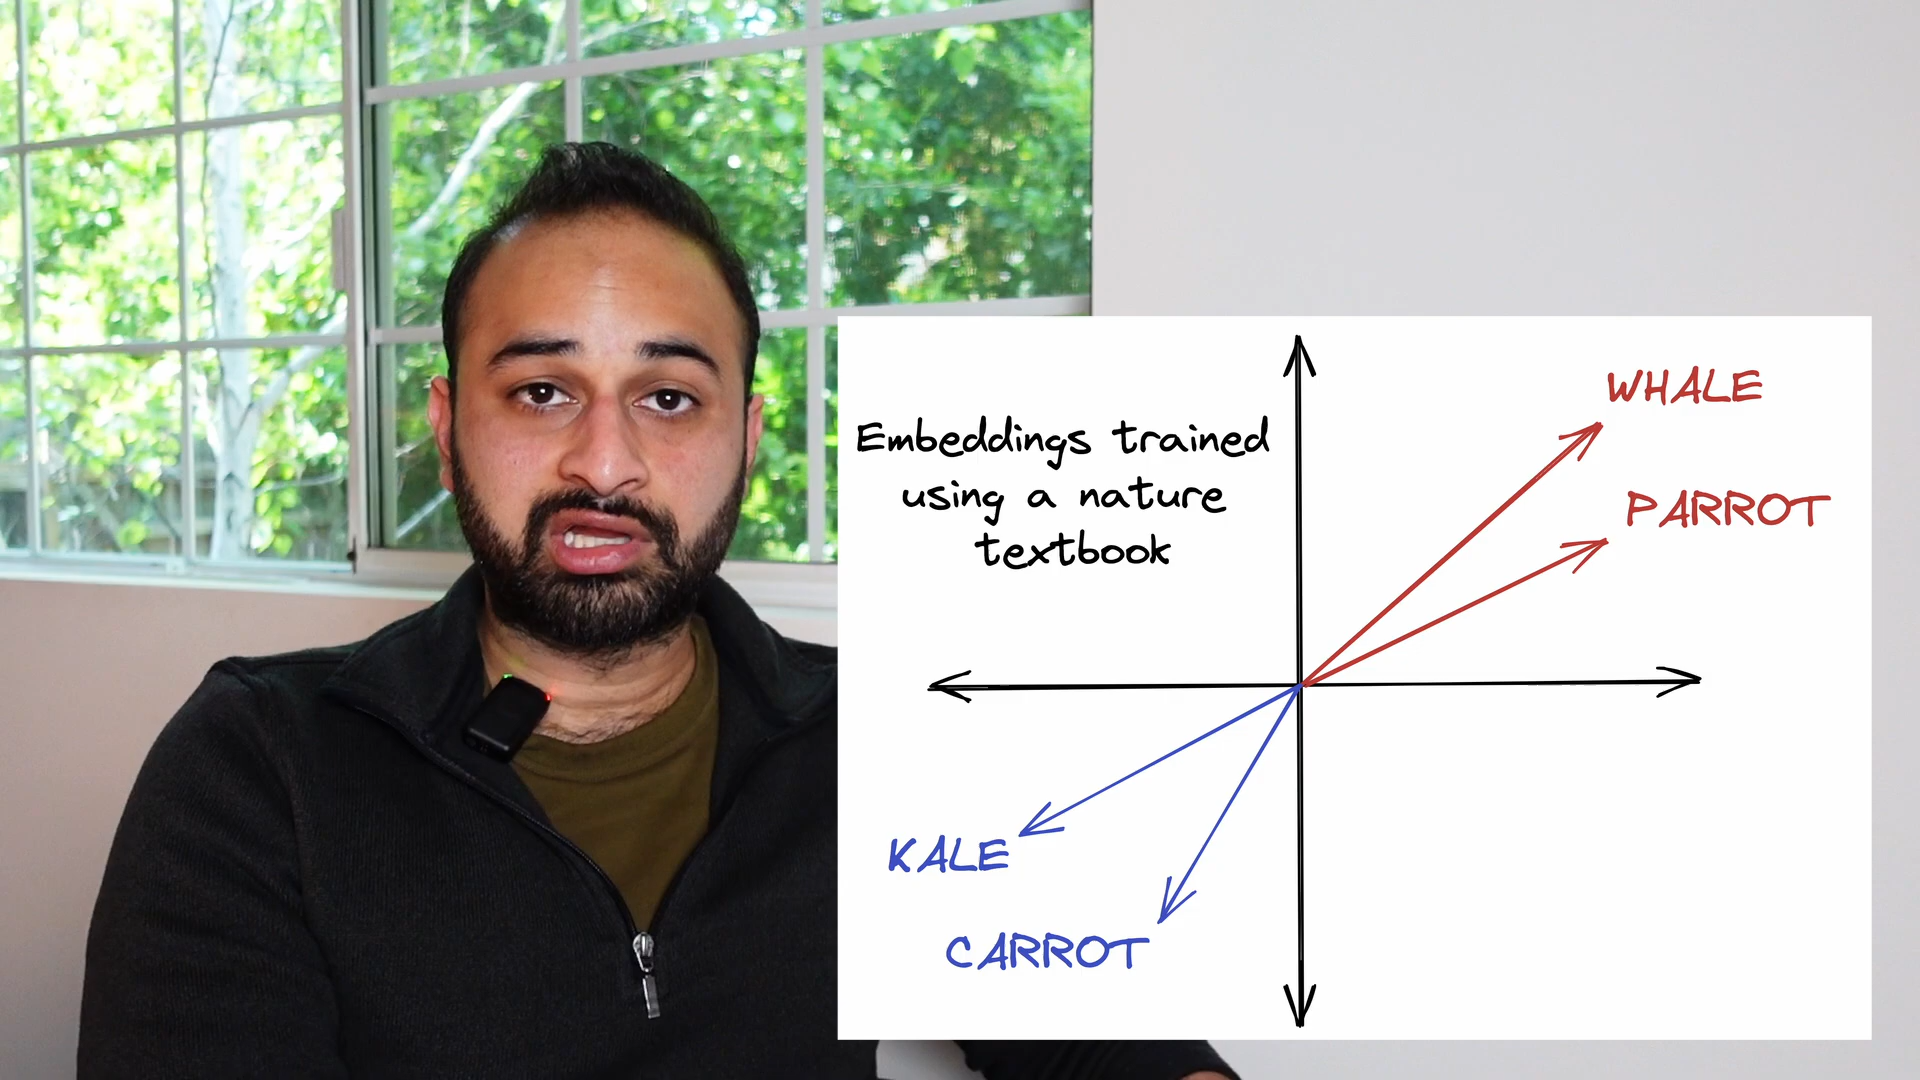 Embeddings trained
using a nature
textbook
WHALE
PARROT
KALE
CARROT